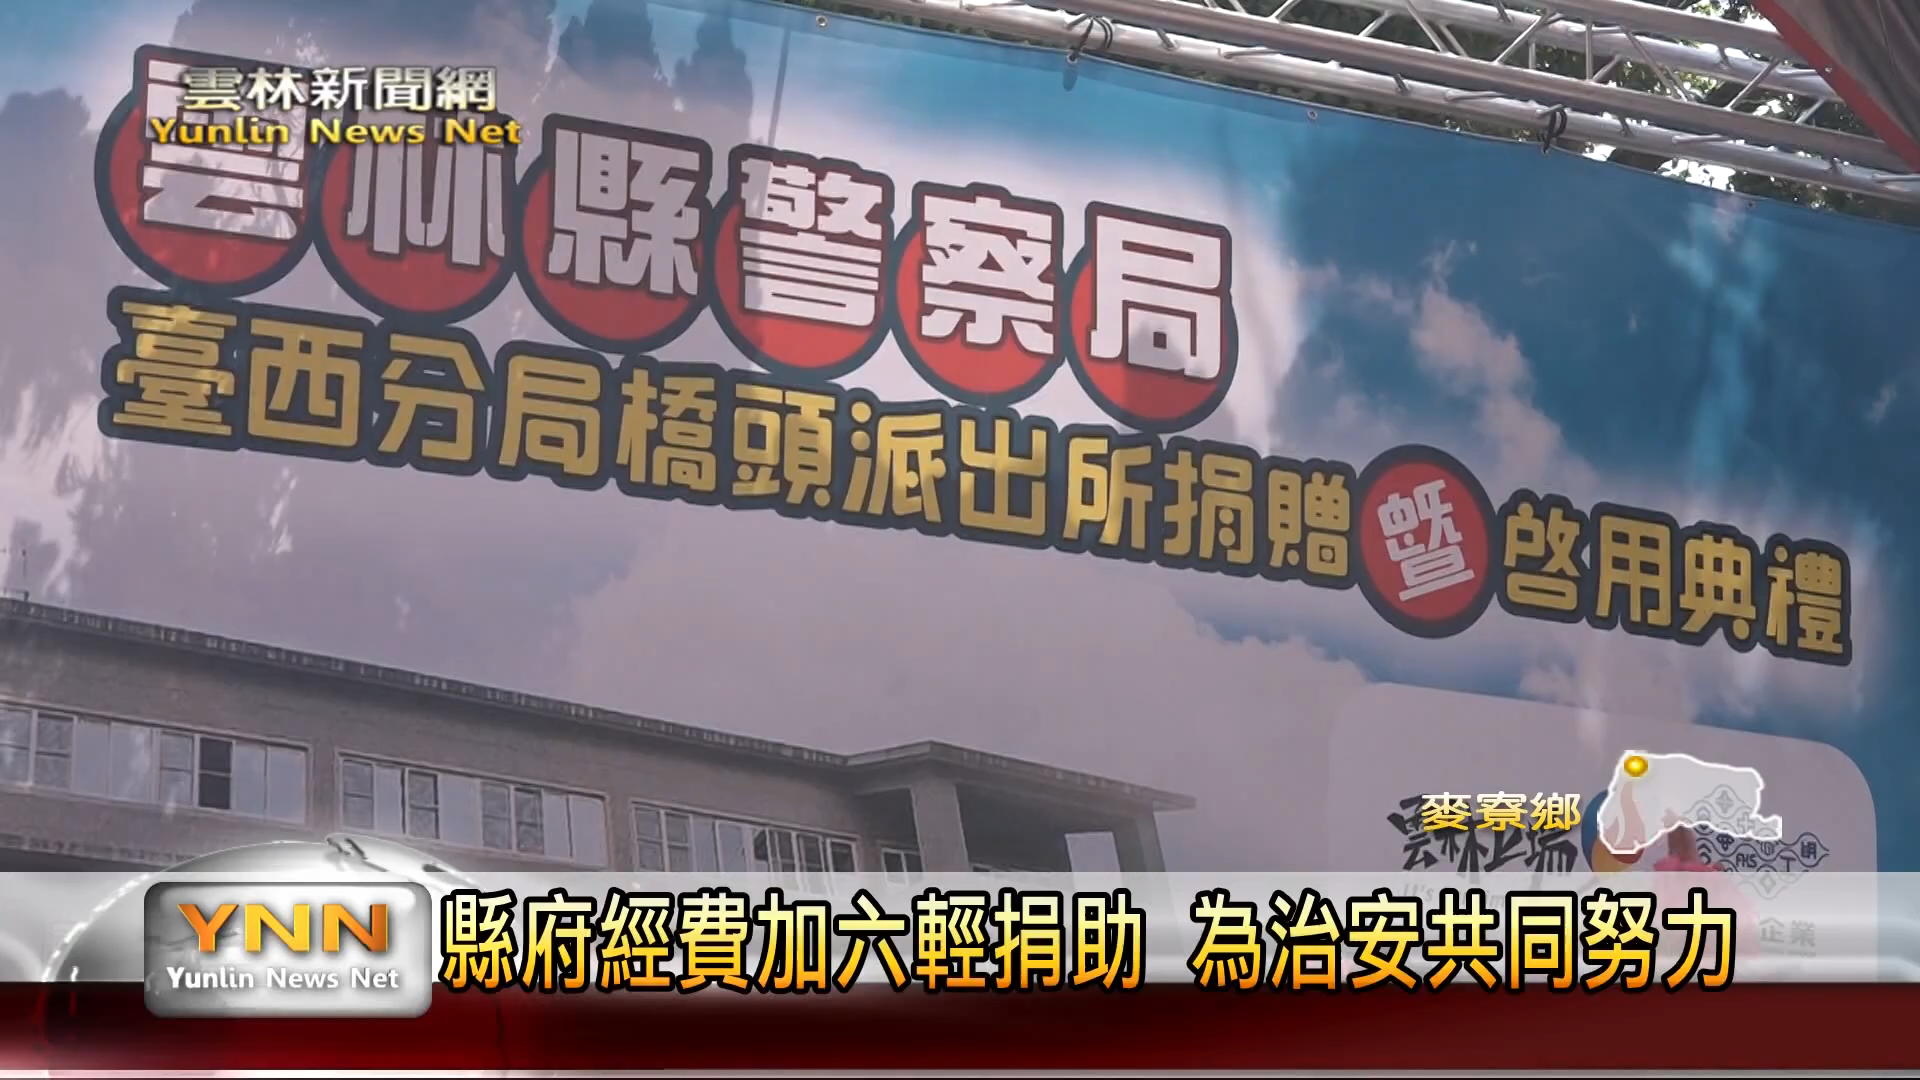 雲林新聞網
Yunlin News Net
雲林縣警察局
臺西分局橋頭派出所捐贈暨啓用典禮
麥寮鄉
YNN
Yunlin News Net
縣府經費加六輕捐助 為治安共同努力
企業